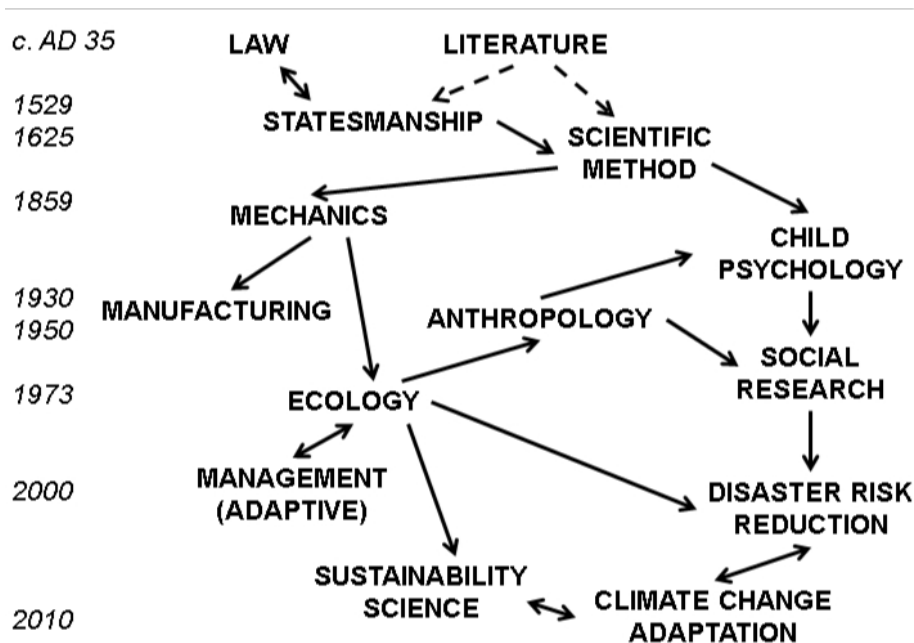 c. AD 35 LAW LITERATURE
1529 STATESMANSHIP
1625 SCIENTIFIC
METHOD
1859 MECHANICS
CHILD
PSYCHOLOGY
1930 MANUFACTURING ANTHROPOLOGY
1950 SOCIAL
RESEARCH
1973 ECOLOGY
MANAGEMENT
(ADAPTIVE)
2000 DISASTER RISK
REDUCTION
SUSTAINABILITY
SCIENCE
2010 CLIMATE CHANGE
ADAPTATION